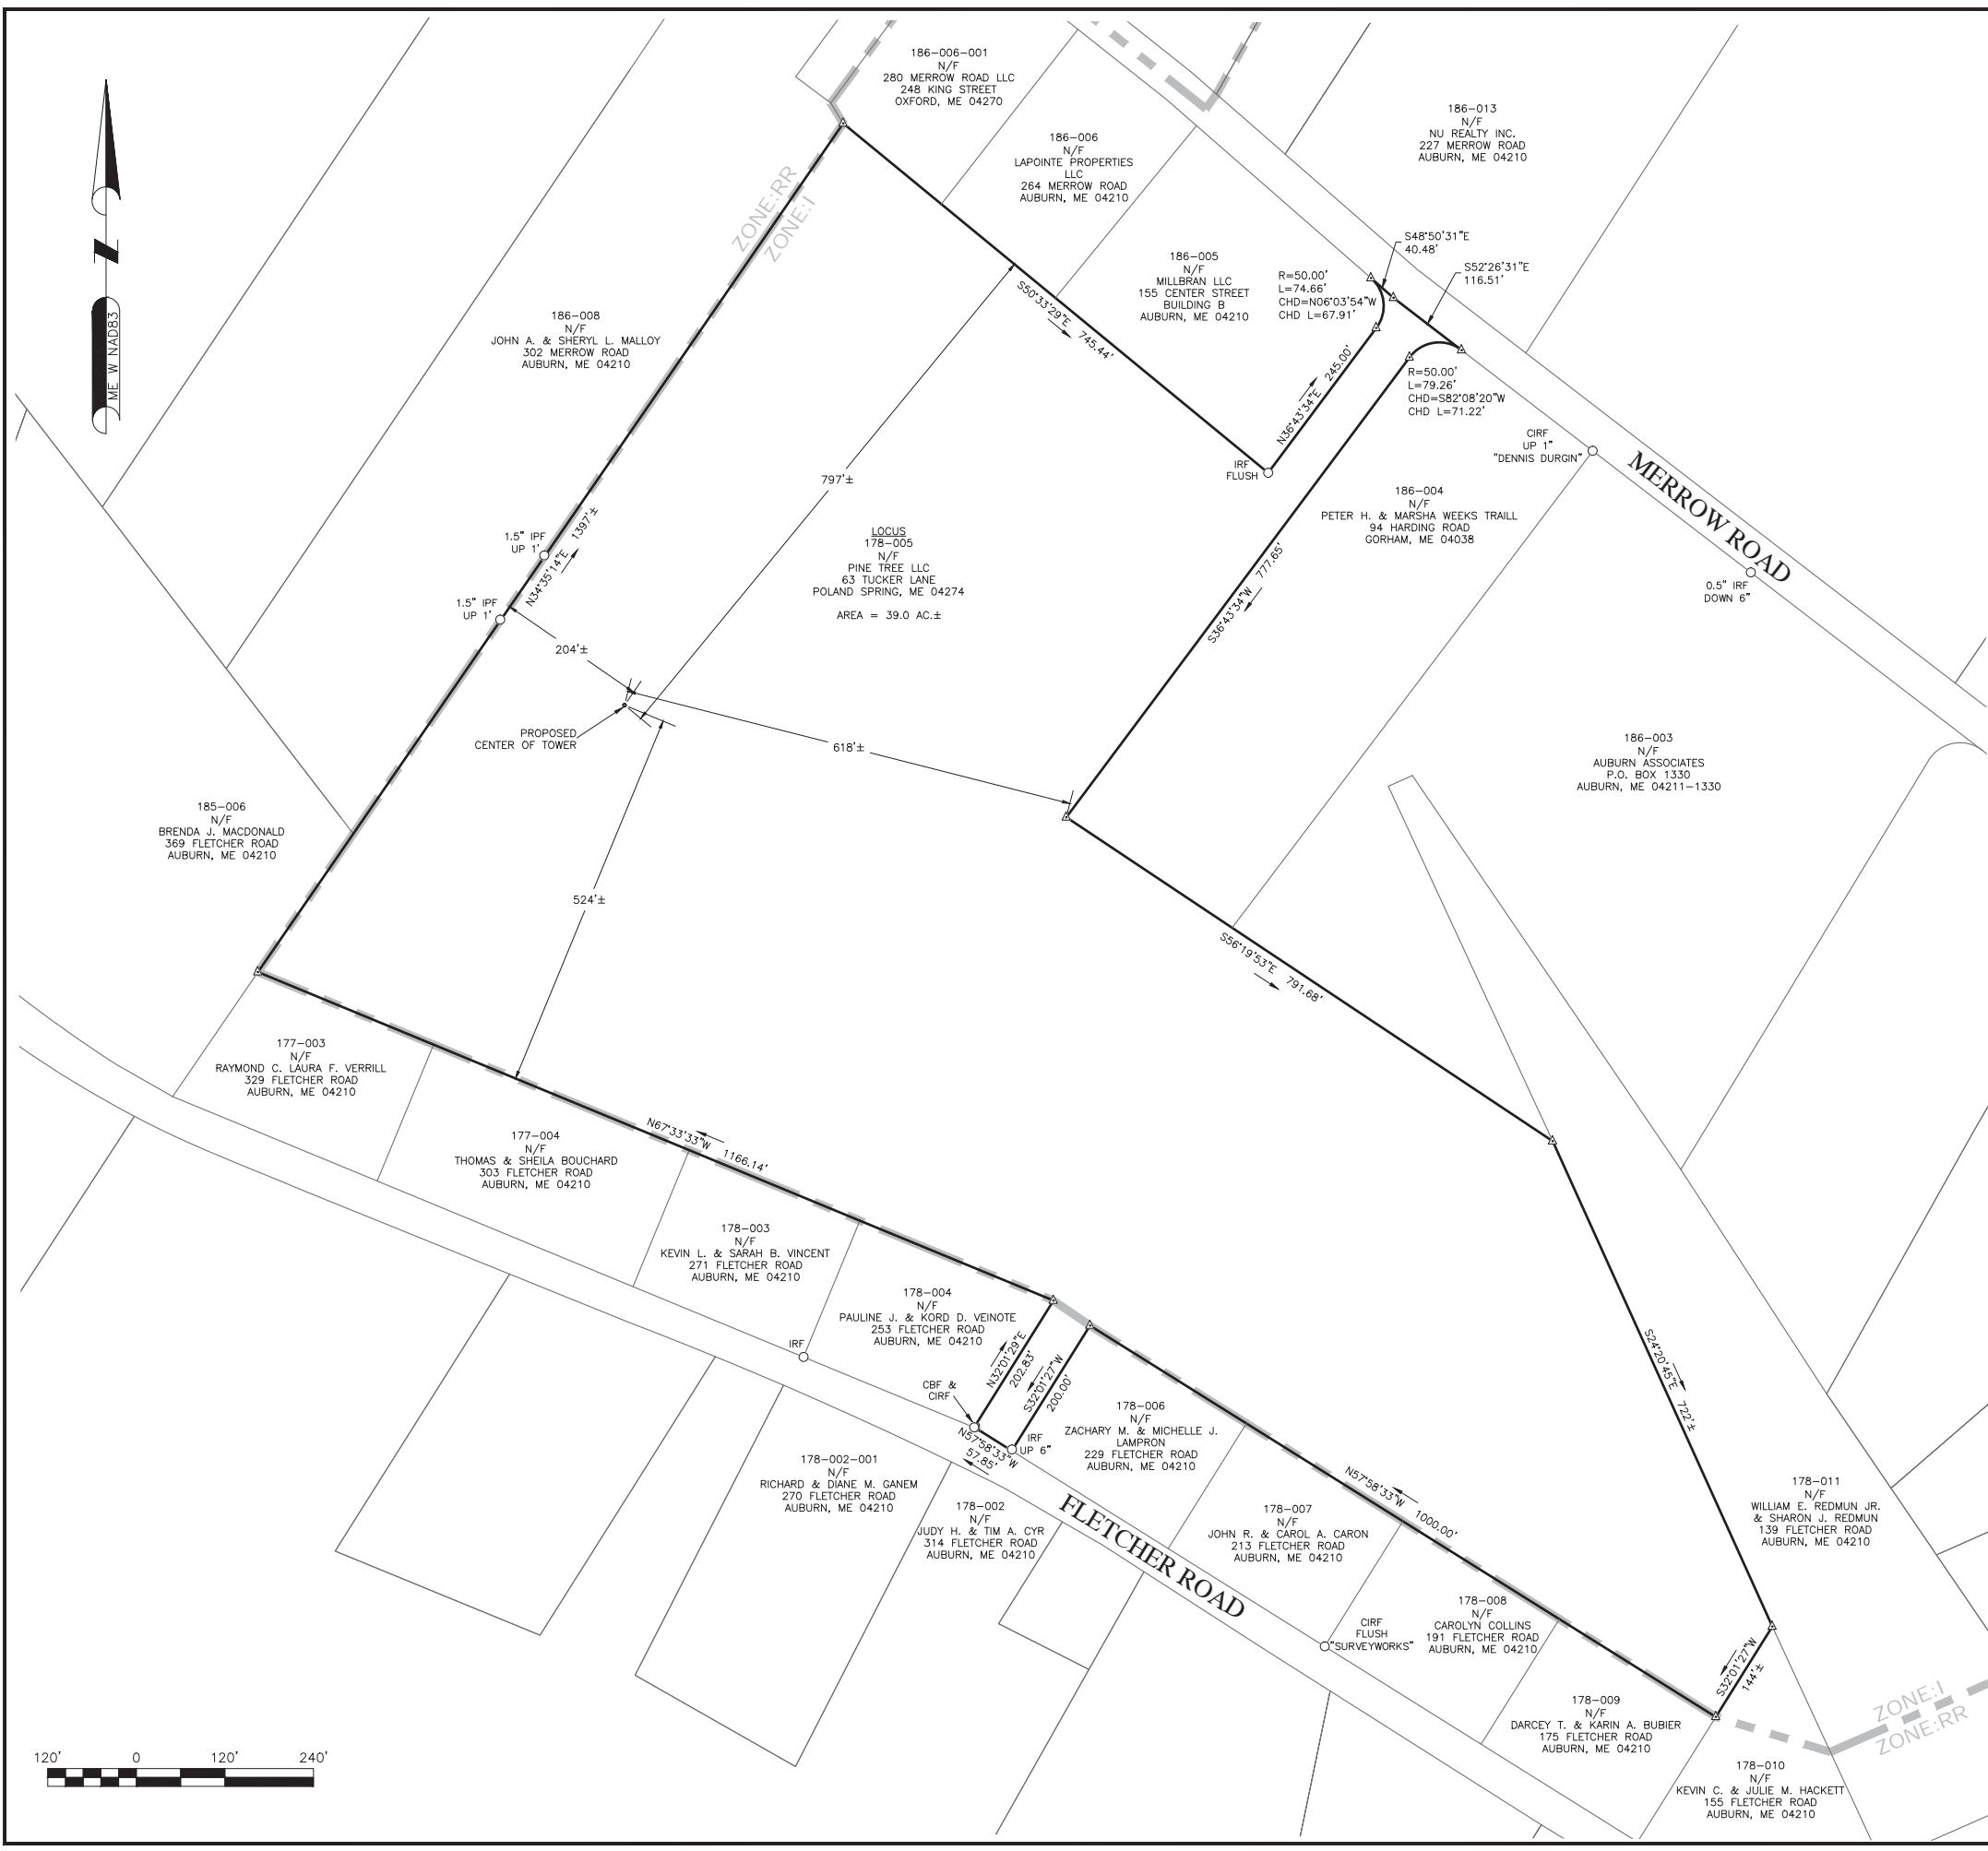 186-006-001
N/F
280 MERROW ROAD LLC
248 KING STREET
OXFORD, ME 04270
186-006
N/F
LAPOINTE PROPERTIES
LLC
264 MERROW ROAD
AUBURN, ME 04210
186-013
N/F
NU REALTY INC.
227 MERROW ROAD
AUBURN, ME 04210
ZONE:RR
ZONE:I
N
ME W NAD83
186-005
N/F
MILLBRAN LLC
155 CENTER STREET
BUILDING B
AUBURN, ME 04210
R=50.00'
L=74.66'
CHD=N06°03'54"W
CHD L=67.91'
S48°50'31"E
40.48'
S52°26'31"E
116.51'
S50°33'29"E 745.44'
186-008
N/F
JOHN A. & SHERYL L. MALLOY
302 MERROW ROAD
AUBURN, ME 04210
N36°43'34"E 245.00'
R=50.00'
L=79.26'
CHD=S82°08'20"W
CHD L=71.22'
IRF
FLUSH
CIRF
UP 1"
"DENNIS DURGIN"
MERROW ROAD
797'±
186-004
N/F
PETER H. & MARSHA WEEKS TRAILL
94 HARDING ROAD
GORHAM, ME 04038
1.5" IPF
UP 1'
N34°35'14"E 1397'±
LOCUS
178-005
N/F
PINE TREE LLC
63 TUCKER LANE
POLAND SPRING, ME 04274
AREA = 39.0 AC.±
S36°43'34"W 777.65'
0.5" IRF
DOWN 6"
1.5" IPF
UP 1'
204'±
PROPOSED
CENTER OF TOWER
618'±
186-003
N/F
AUBURN ASSOCIATES
P.O. BOX 1330
AUBURN, ME 04211-1330
185-006
N/F
BRENDA J. MACDONALD
369 FLETCHER ROAD
AUBURN, ME 04210
524'±
S56°19'53"E 791.68'
177-003
N/F
RAYMOND C. LAURA F. VERRILL
329 FLETCHER ROAD
AUBURN, ME 04210
N67°33'33"W 1166.14'
177-004
N/F
THOMAS & SHEILA BOUCHARD
303 FLETCHER ROAD
AUBURN, ME 04210
178-003
N/F
KEVIN L. & SARAH B. VINCENT
271 FLETCHER ROAD
AUBURN, ME 04210
178-004
N/F
PAULINE J. & KORD D. VEINOTE
253 FLETCHER ROAD
AUBURN, ME 04210
IRF
CBF &
CIRF
N32°01'29"E
202.83'
S32°01'27"W
200.00'
N57°58'33"W
57.85'
IRF
UP 6"
S24°20'45"E 722'±
178-006
N/F
ZACHARY M. & MICHELLE J.
LAMPRON
229 FLETCHER ROAD
AUBURN, ME 04210
178-002-001
N/F
RICHARD & DIANE M. GANEM
270 FLETCHER ROAD
AUBURN, ME 04210
178-002
N/F
JUDY H. & TIM A. CYR
314 FLETCHER ROAD
AUBURN, ME 04210
FLETCHER ROAD
N57°58'33"W 1000.00'
178-007
N/F
JOHN R. & CAROL A. CARON
213 FLETCHER ROAD
AUBURN, ME 04210
178-011
N/F
WILLIAM E. REDMUN JR.
& SHARON J. REDMUN
139 FLETCHER ROAD
AUBURN, ME 04210
CIRF
FLUSH
"SURVEYWORKS"
178-008
N/F
CAROLYN COLLINS
191 FLETCHER ROAD
AUBURN, ME 04210
S32°01'27"W
144'±
ZONE:I
ZONE:RR
178-009
N/F
DARCEY T. & KARIN A. BUBIER
175 FLETCHER ROAD
AUBURN, ME 04210
178-010
N/F
KEVIN C. & JULIE M. HACKETT
155 FLETCHER ROAD
AUBURN, ME 04210
120' 0 120' 240'